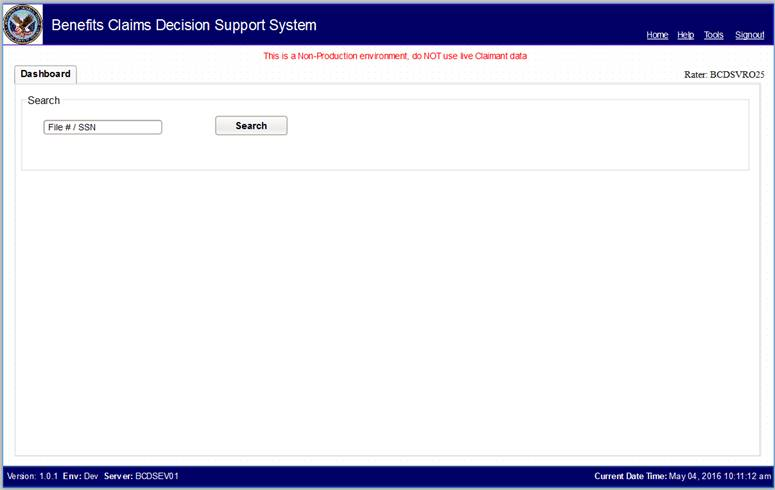 Benefits Claims Decision Support System
Home Help Tools Signout
This is a Non-Production environment, do NOT use live Claimant data
Dashboard
Rater: BCDSVRO25
Search
File # / SSN
Search
Version: 1.0.1 Env: Dev Server: BCDSEV01
Current Date Time: May 04, 2016 10:11:12 am